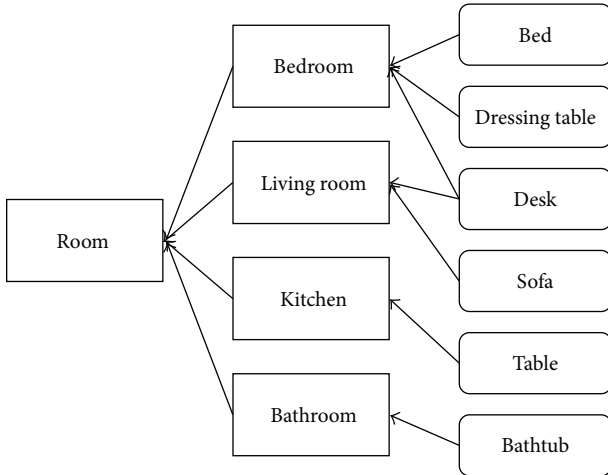 Room
Bedroom
Living room
Kitchen
Bathroom
Bed
Dressing table
Desk
Sofa
Table
Bathtub